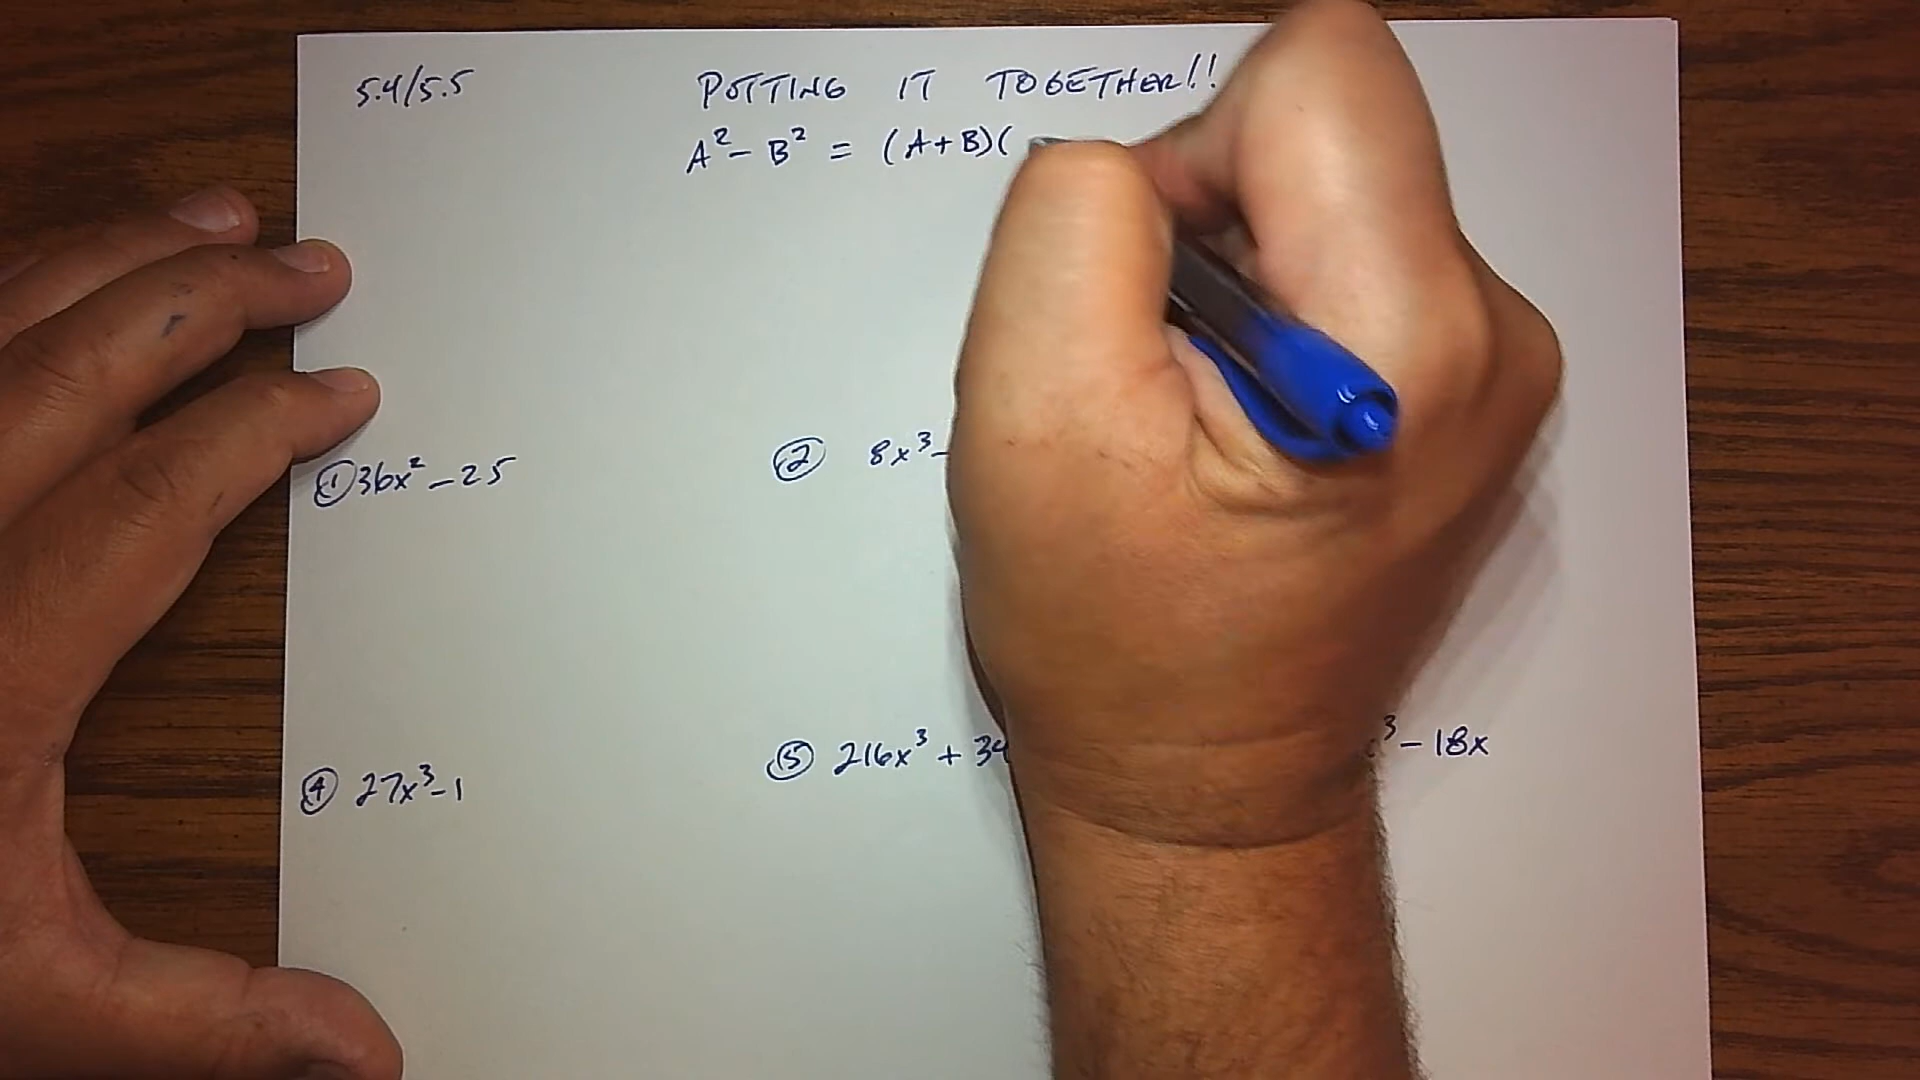 5.4/5.5 PUTTING IT TOGETHER!!
A² - B² = (A+B)(
① 36x² - 25 ② 8x³ -
④ 27x³ - 1 ⑤ 216x³ + 34 ³ - 18x